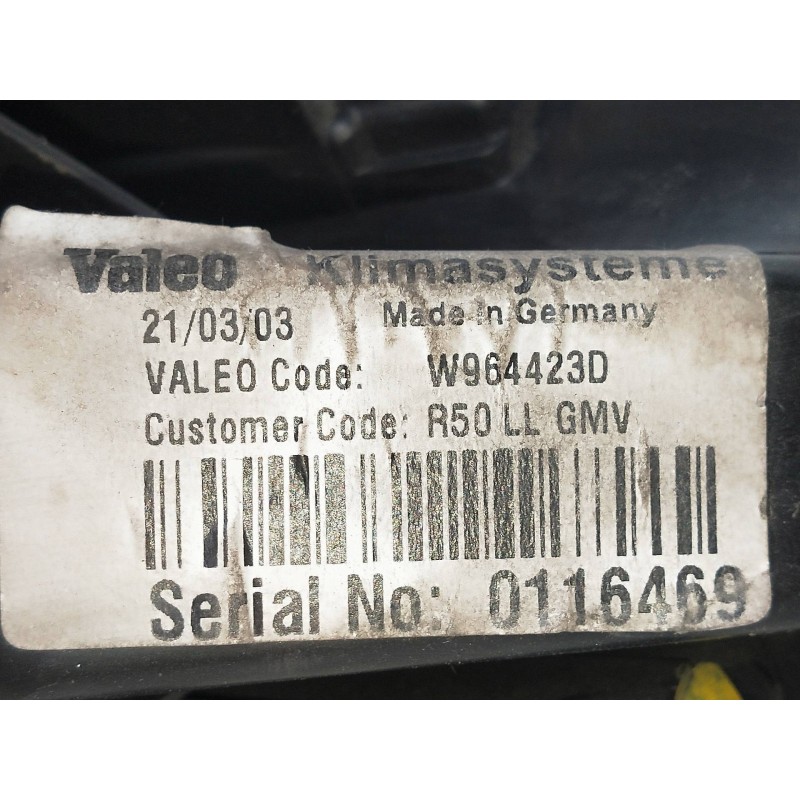 Valeo Klimasysteme
21/03/03 Made in Germany
VALEO Code: W964423D
Customer Code: R50 LL GMV
Serial No: 0116469